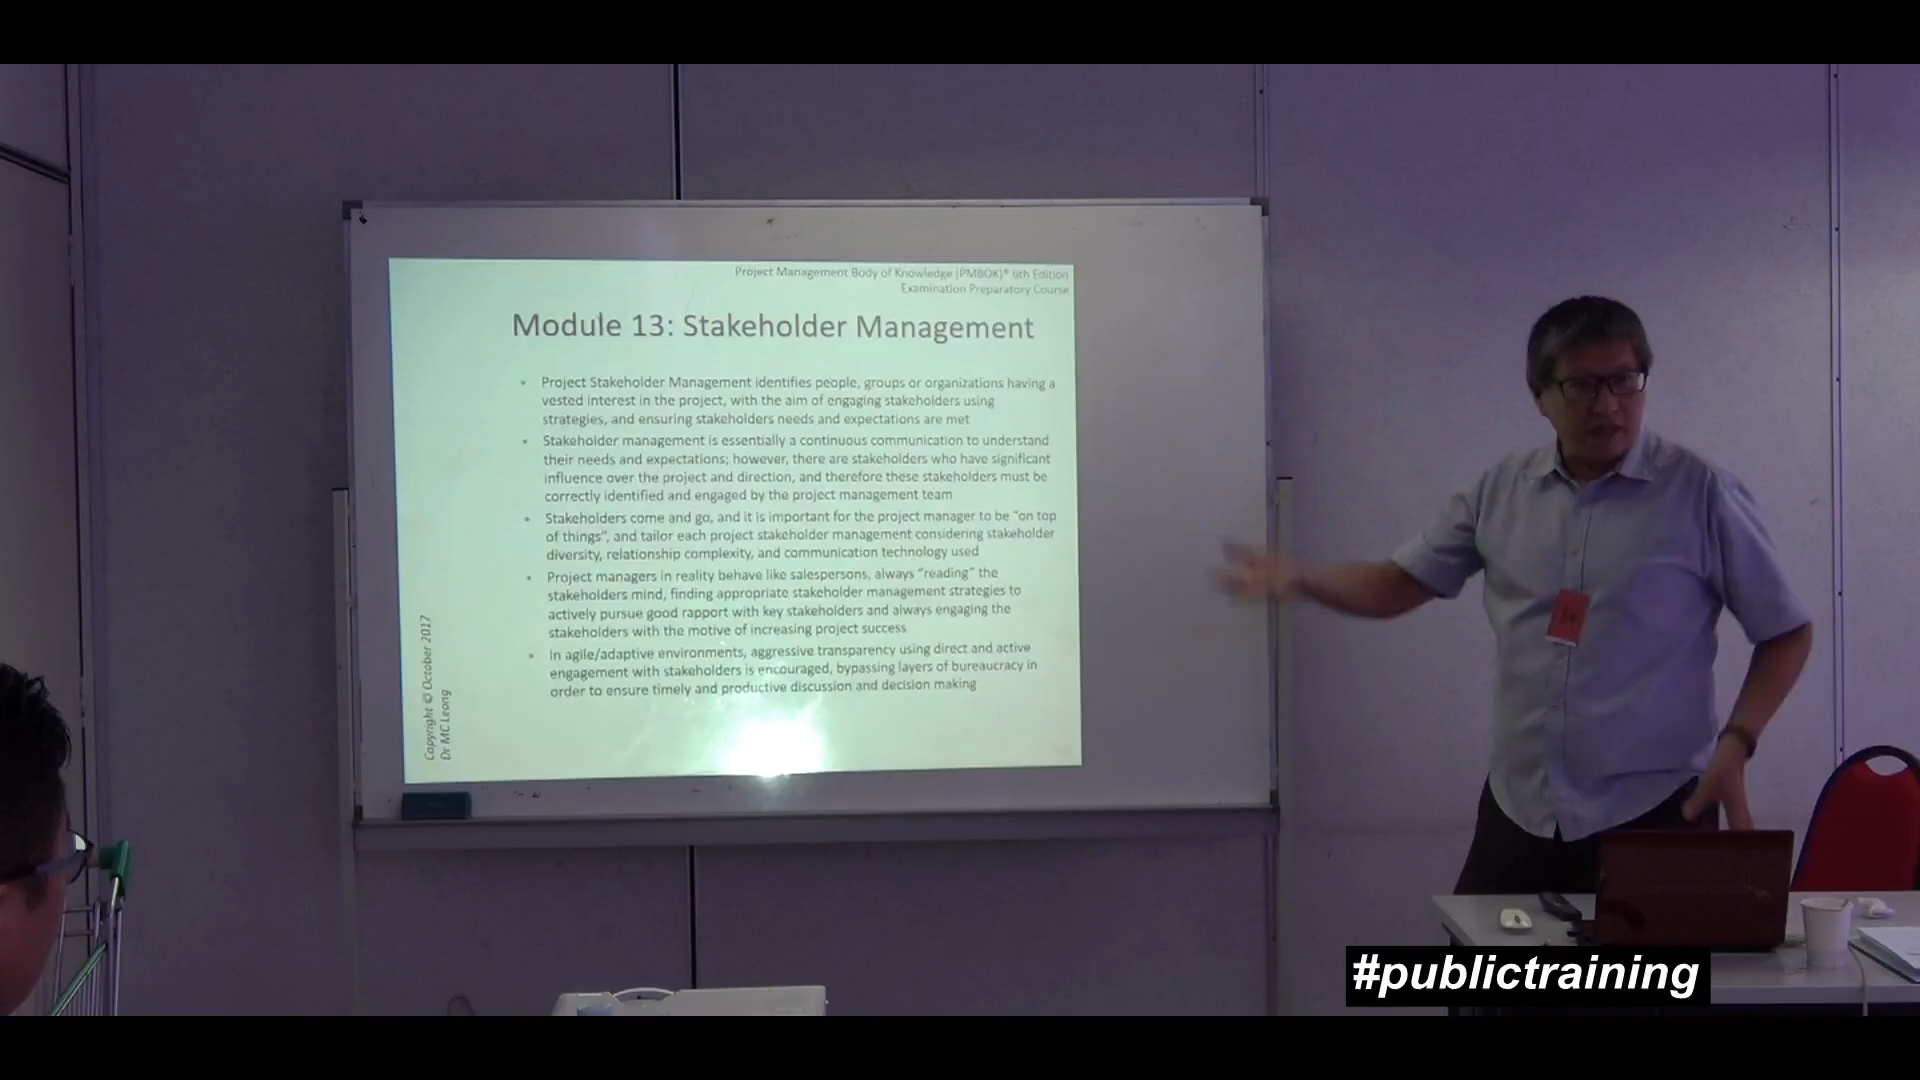 Project Management Body of Knowledge (PMBOK)® 6th Edition
Examination Preparatory Course
Module 13: Stakeholder Management
• Project Stakeholder Management identifies people, groups or organizations having a
vested interest in the project, with the aim of engaging stakeholders using
strategies, and ensuring stakeholders needs and expectations are met
• Stakeholder management is essentially a continuous communication to understand
their needs and expectations; however, there are stakeholders who have significant
influence over the project and direction, and therefore these stakeholders must be
correctly identified and engaged by the project management team
• Stakeholders come and go, and it is important for the project manager to be "on top
of things", and tailor each project stakeholder management considering stakeholder
diversity, relationship complexity, and communication technology used
• Project managers in reality behave like salespersons, always "reading" the
stakeholders mind, finding appropriate stakeholder management strategies to
actively pursue good rapport with key stakeholders and always engaging the
stakeholders with the motive of increasing project success
• In agile/adaptive environments, aggressive transparency using direct and active
engagement with stakeholders is encouraged, bypassing layers of bureaucracy in
order to ensure timely and productive discussion and decision making
Copyright © October 2017
Dr MC Leong
#publictraining